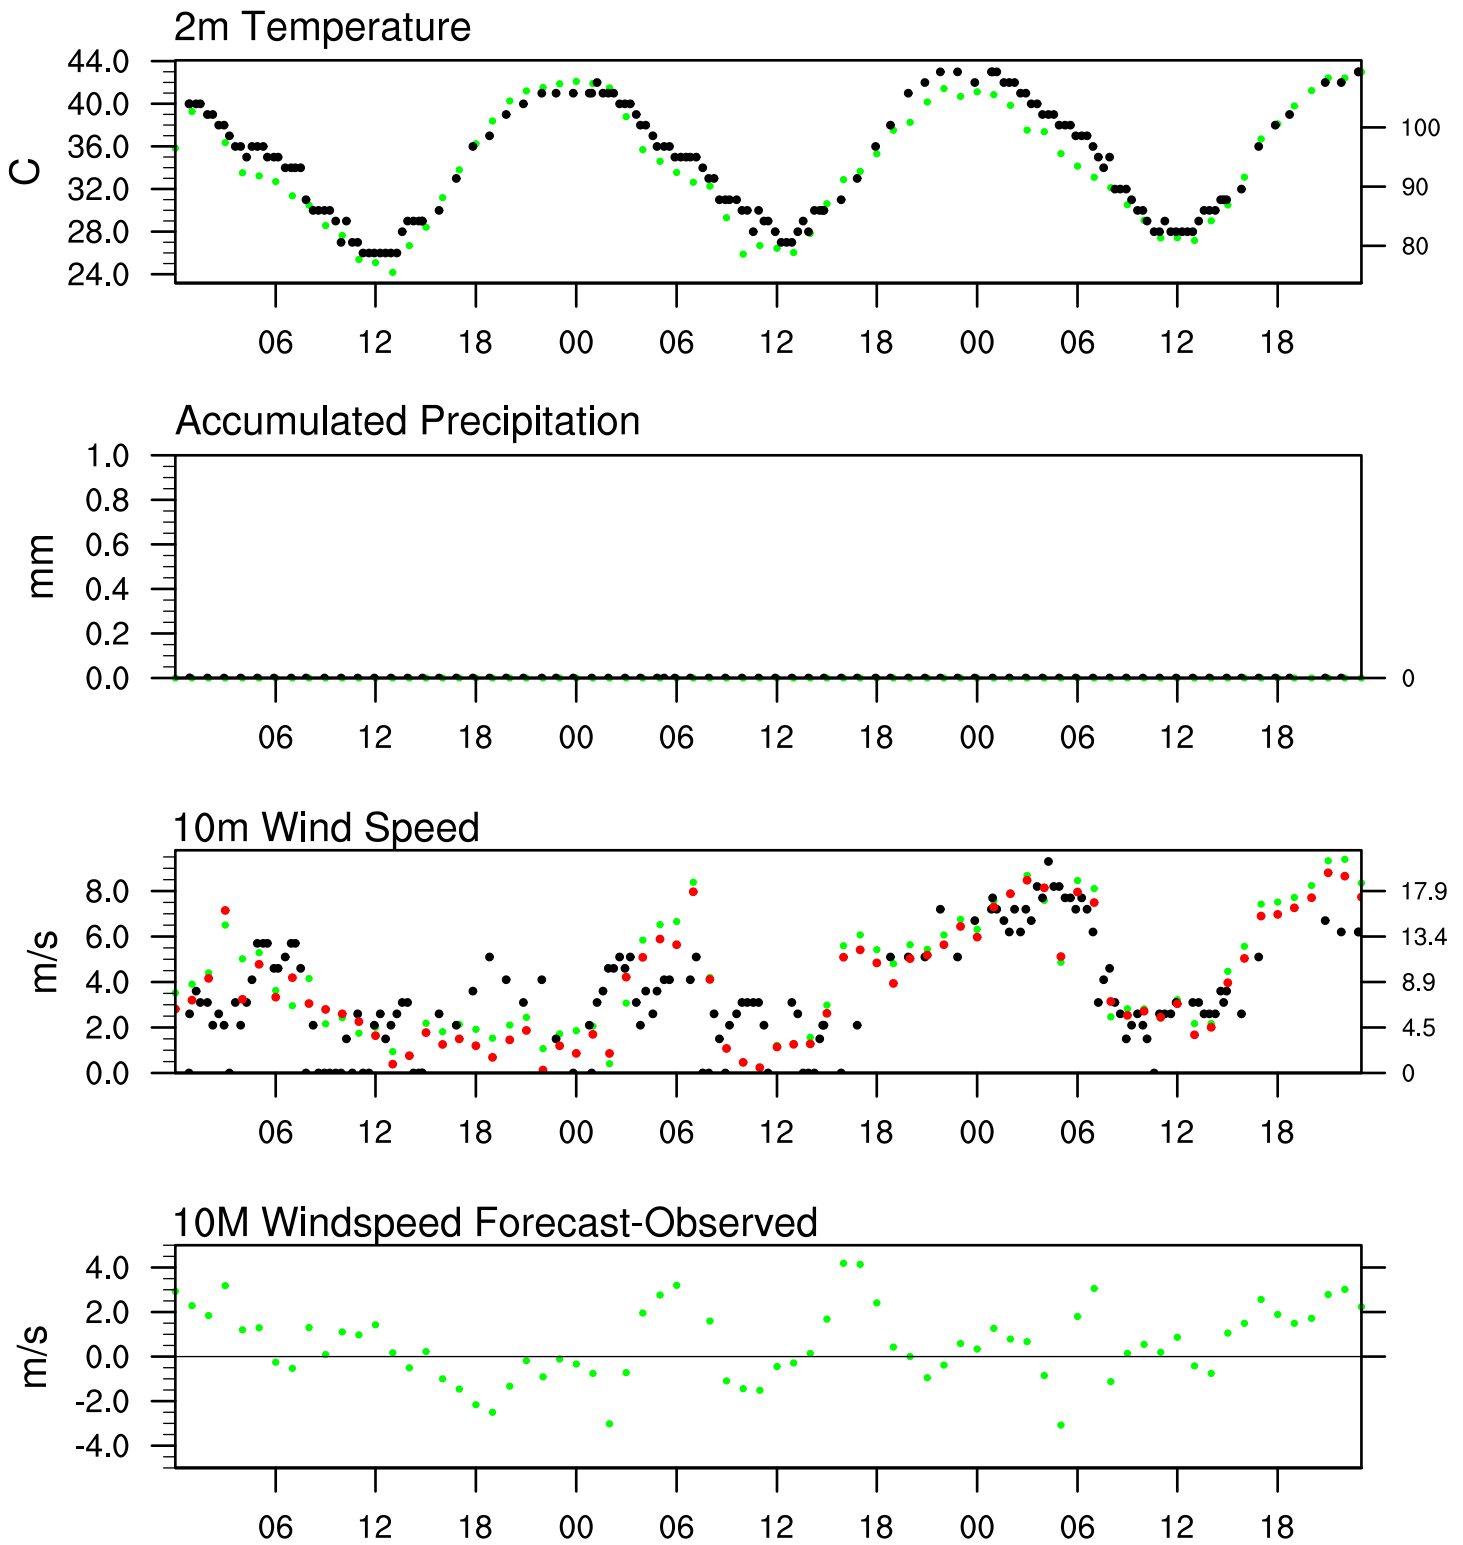 2m Temperature
44.0
40.0
36.0
32.0
28.0
24.0
C
100
90
80
06 12 18 00 06 12 18 00 06 12 18
Accumulated Precipitation
1.0
0.8
0.6
0.4
0.2
0.0
mm
0
06 12 18 00 06 12 18 00 06 12 18
10m Wind Speed
8.0
6.0
4.0
2.0
0.0
m/s
17.9
13.4
8.9
4.5
0
06 12 18 00 06 12 18 00 06 12 18
10M Windspeed Forecast-Observed
4.0
2.0
0.0
-2.0
-4.0
m/s
06 12 18 00 06 12 18 00 06 12 18